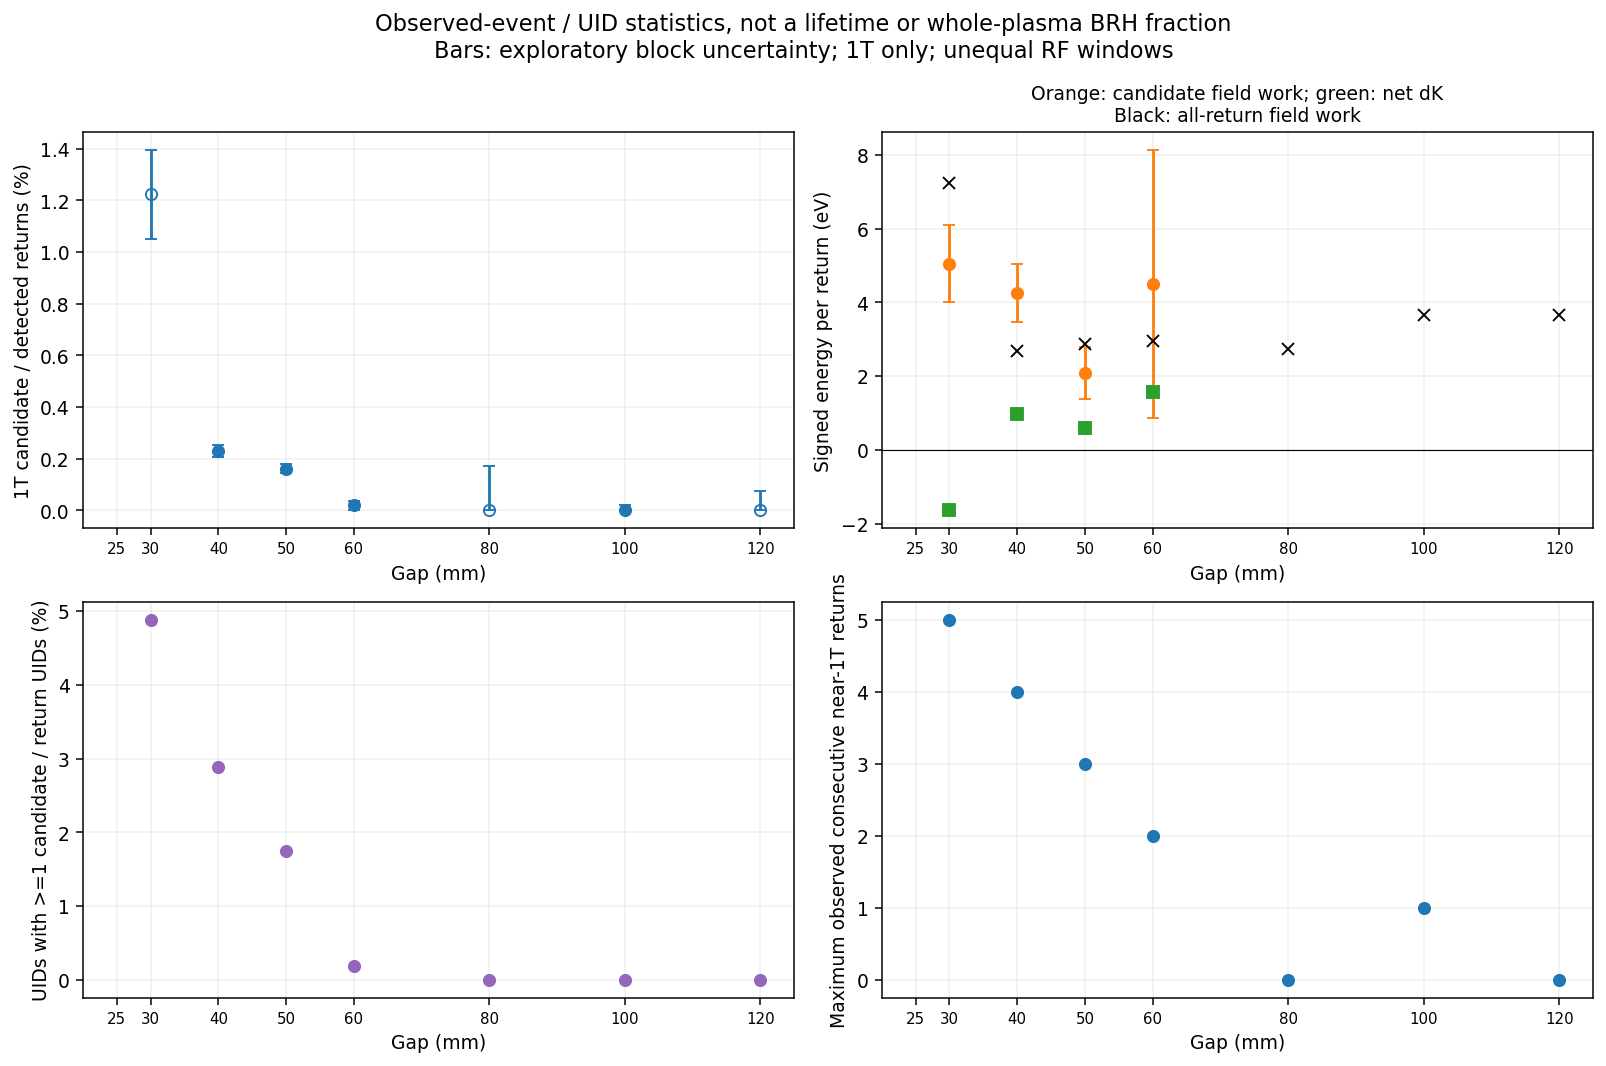 Observed-event / UID statistics, not a lifetime or whole-plasma BRH fraction
Bars: exploratory block uncertainty; 1T only; unequal RF windows
1T candidate / detected returns (%)
1.4
1.2
1.0
0.8
0.6
0.4
0.2
0.0
25 30 40 50 60 80 100 120
Gap (mm)
Orange: candidate field work; green: net dK
Black: all-return field work
Signed energy per return (eV)
8
6
4
2
0
−2
25 30 40 50 60 80 100 120
Gap (mm)
UIDs with >=1 candidate / return UIDs (%)
5
4
3
2
1
0
25 30 40 50 60 80 100 120
Gap (mm)
Maximum observed consecutive near-1T returns
5
4
3
2
1
0
25 30 40 50 60 80 100 120
Gap (mm)